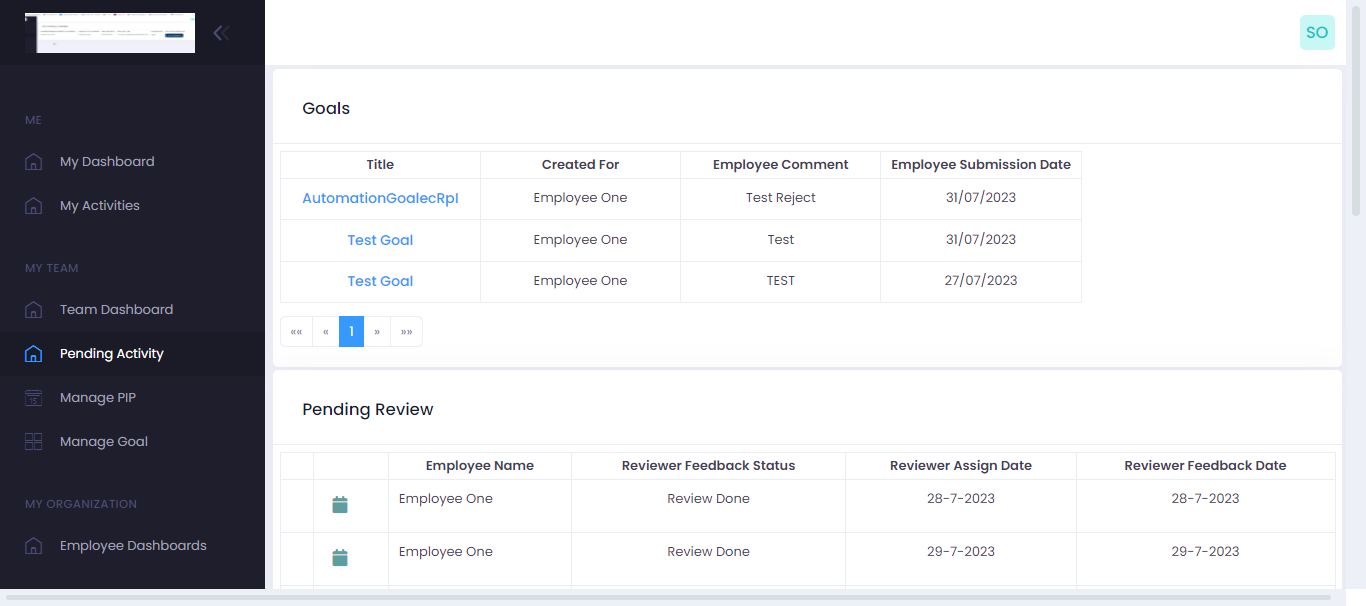 SO
ME
My Dashboard
My Activities
MY TEAM
Team Dashboard
Pending Activity
Manage PIP
Manage Goal
MY ORGANIZATION
Employee Dashboards
Goals
Title Created For Employee Comment Employee Submission Date
AutomationGoalecRpl Employee One Test Reject 31/07/2023
Test Goal Employee One Test 31/07/2023
Test Goal Employee One TEST 27/07/2023
«« « 1 » »»
Pending Review
Employee Name Reviewer Feedback Status Reviewer Assign Date Reviewer Feedback Date
Employee One Review Done 28-7-2023 28-7-2023
Employee One Review Done 29-7-2023 29-7-2023